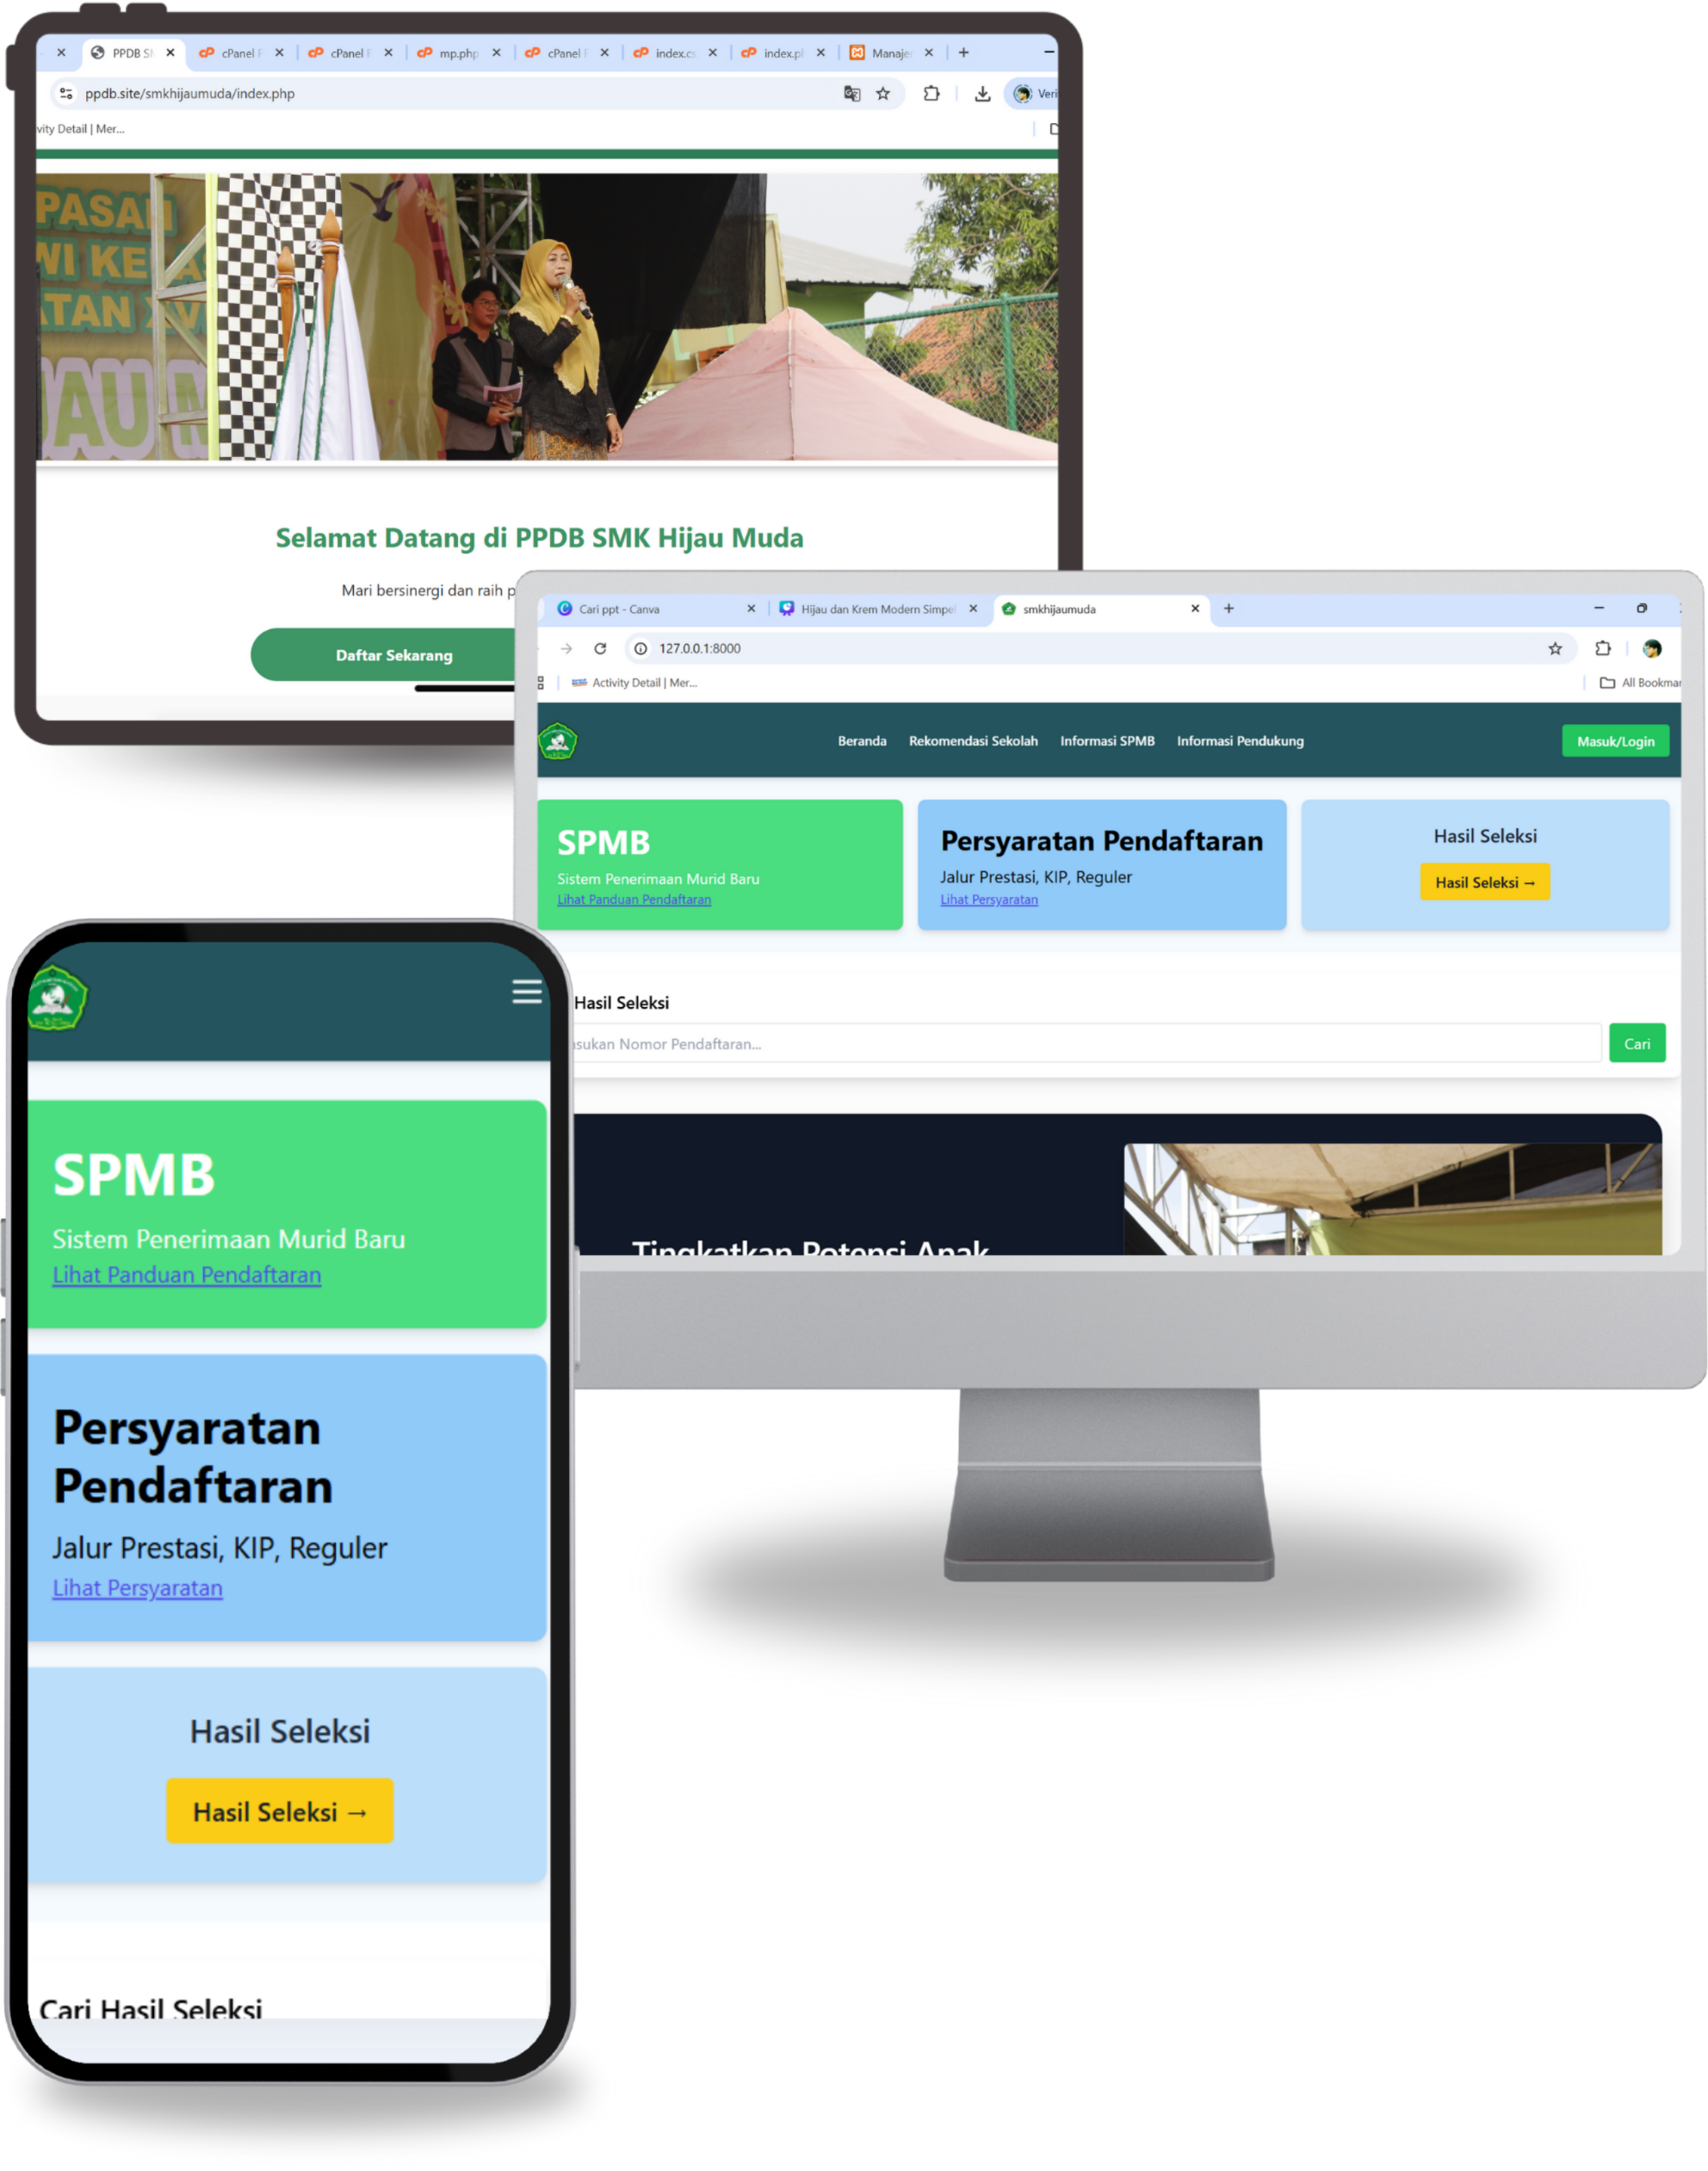 PPDB S
cPanel F
cPanel F
mp.php
cPanel F
index.cs
index.p
Manaje
ppdb.site/smkhijaumuda/index.php
Veri
vity Detail | Mer...
PASAN
WI KE
TAN XV
JAU M
Selamat Datang di PPDB SMK Hijau Muda
Mari bersinergi dan raih p
Daftar Sekarang
Cari ppt - Canva
Hijau dan Krem Modern Simpel
smkhijaumuda
127.0.0.1:8000
Activity Detail | Mer...
All Bookmar
Beranda
Rekomendasi Sekolah
Informasi SPMB
Informasi Pendukung
Masuk/Login
SPMB
Sistem Penerimaan Murid Baru
Lihat Panduan Pendaftaran
Persyaratan Pendaftaran
Jalur Prestasi, KIP, Reguler
Lihat Persyaratan
Hasil Seleksi
Hasil Seleksi →
Hasil Seleksi
sukan Nomor Pendaftaran...
Cari
Tingkatkan Potensi Anak
SPMB
Sistem Penerimaan Murid Baru
Lihat Panduan Pendaftaran
Persyaratan
Pendaftaran
Jalur Prestasi, KIP, Reguler
Lihat Persyaratan
Hasil Seleksi
Hasil Seleksi →
Cari Hasil Seleksi